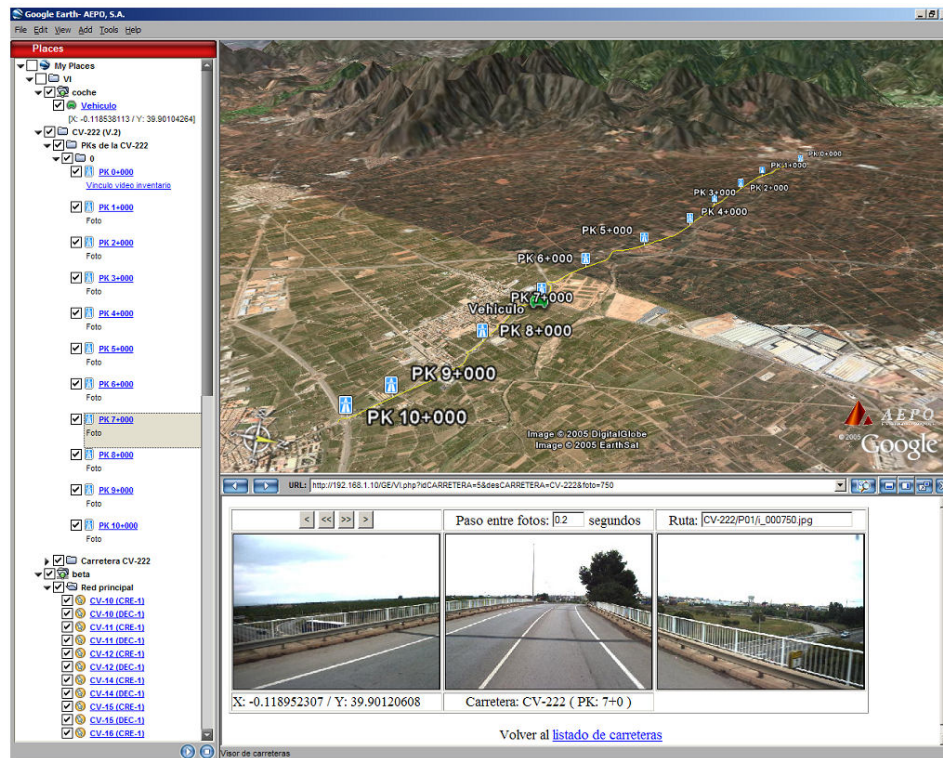 Google Earth- AEPO, S.A.
File Edit View Add Tools Help
Places
My Places
VI
coche
Vehiculo
[X: -0.118538113 / Y: 39.90104264]
CV-222 (V.2)
PKs de la CV-222
0
PK 0+000
Vinculo vídeo inventario
PK 1+000
Foto
PK 2+000
Foto
PK 3+000
Foto
PK 4+000
Foto
PK 5+000
Foto
PK 6+000
Foto
PK 7+000
Foto
PK 8+000
Foto
PK 9+000
Foto
PK 10+000
Foto
Carretera CV-222
beta
Red principal
CV-10 (CRE-1)
CV-10 (DEC-1)
CV-11 (CRE-1)
CV-11 (DEC-1)
CV-12 (CRE-1)
CV-12 (DEC-1)
CV-14 (CRE-1)
CV-14 (DEC-1)
CV-15 (CRE-1)
CV-15 (DEC-1)
CV-16 (CRE-1)
PK 0+000
PK 1+000
PK 2+000
PK 3+000
PK 4+000
PK 5+000
PK 6+000
PK 7+000
Vehiculo
PK 8+000
PK 9+000
PK 10+000
Image © 2005 DigitalGlobe
Image © 2005 EarthSat
AEPO
© 2005 Google
URL: http://192.168.1.10/GE/VI.php?idCARRETERA=5&desCARRETERA=CV-222&foto=750
< << >> >
Paso entre fotos: 0.2 segundos
Ruta: CV-222/P01/i_000750.jpg
X: -0.118952307 / Y: 39.90120608
Carretera: CV-222 ( PK: 7+0 )
Volver al listado de carreteras
Visor de carreteras